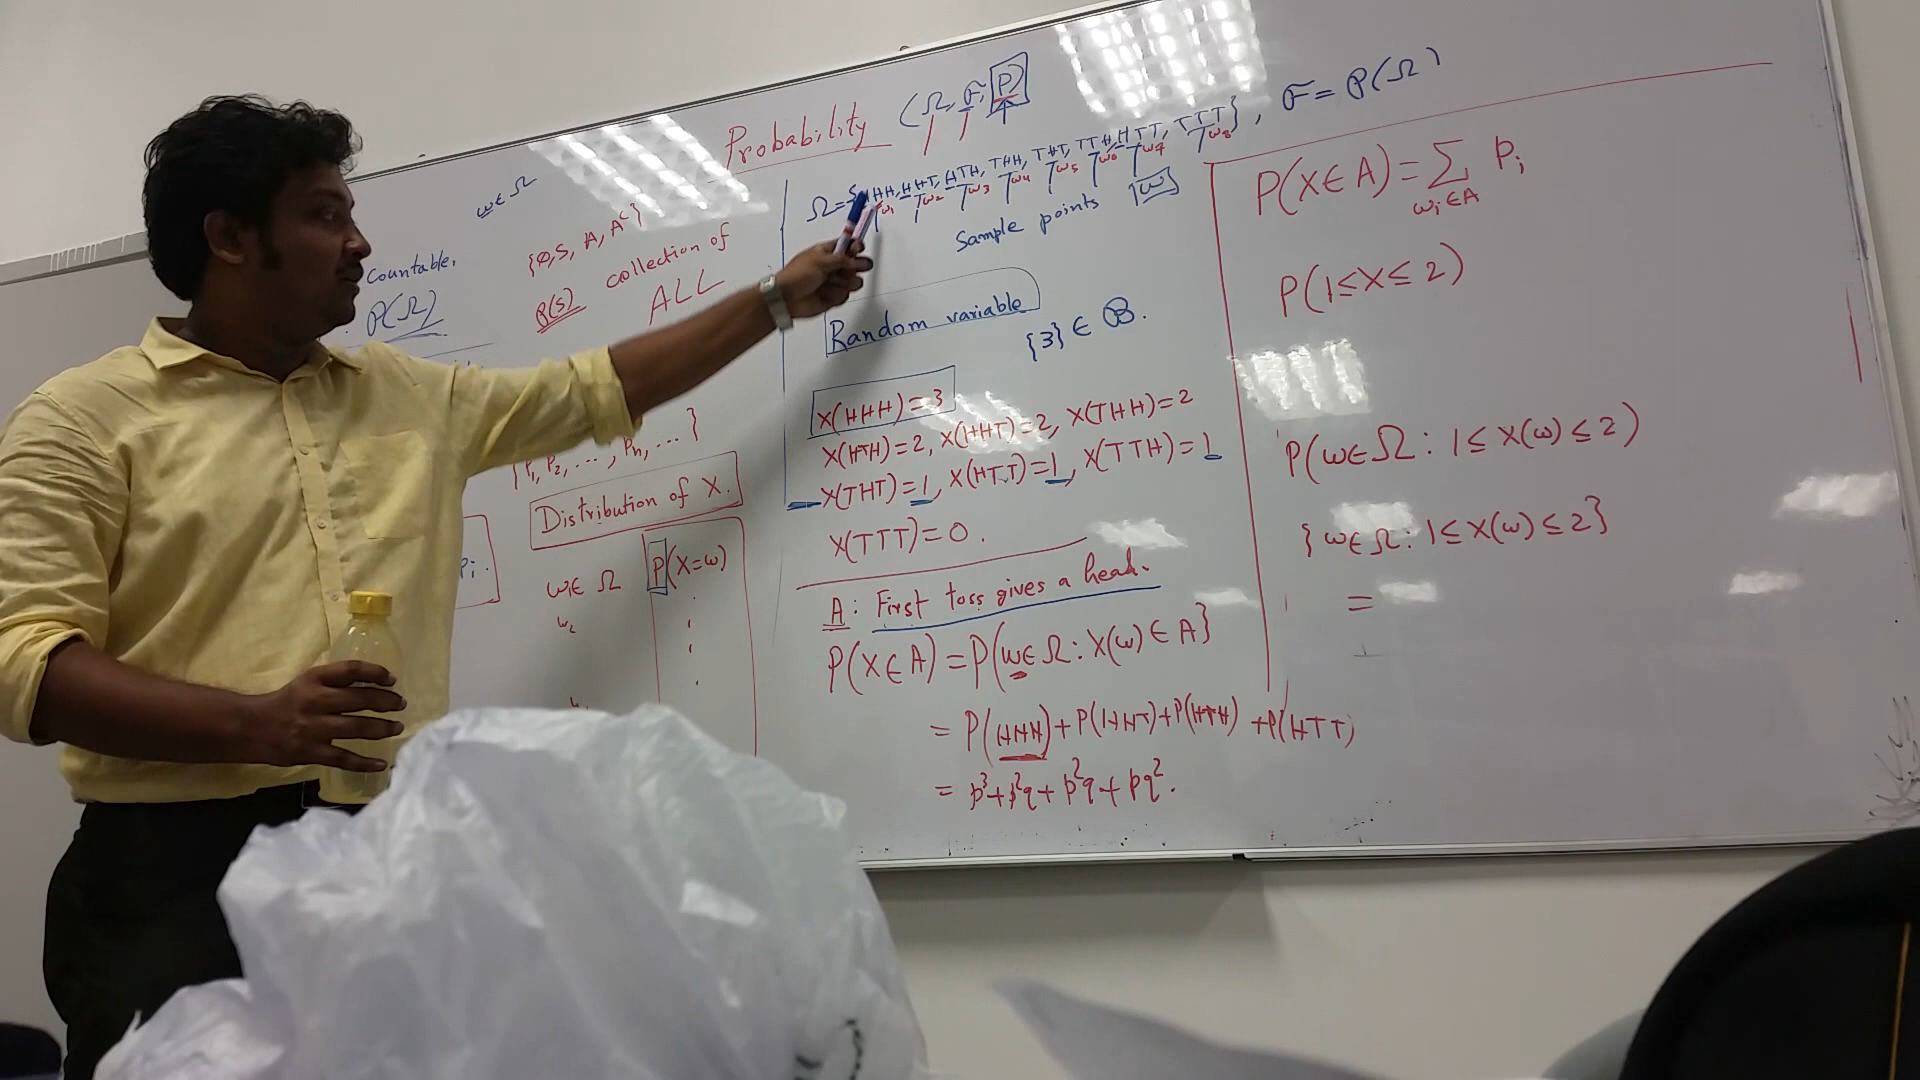 Probability (Ω, F, P)
ω ∈ Ω
Countable.
P(Ω)
{φ, S, A, Aᶜ}
P(S) collection of
ALL
{P₁, P₂, ..., Pₙ, ...}
Distribution of X.
Pᵢ.
ω ∈ Ω P(X=ω)
ω₂
Ω = {HHH, HHT, HTH, THH, THT, TTH, HTT, TTT}, F = P(Ω)
ω₁ ω₂ ω₃ ω₄ ω₅ ω₆ ω₇ ω₈
Sample points [ω]
Random variable
{3} ∈ B.
X(HHH)=3
X(HTH)=2, X(HHT)=2, X(THH)=2
X(THT)=1, X(HTT)=1, X(TTH)=1
X(TTT)=0.
A: First toss gives a head.
P(X∈A)=P(ω∈Ω: X(ω)∈A}
= P(HHH)+P(HHT)+P(HTH)+P(HTT)
= p³+p²q+p²q+pq².
P(X∈A)=∑ Pᵢ
ωᵢ∈A
P(1≤X≤2)
P(ω∈Ω: 1≤X(ω)≤2)
{ω∈Ω: 1≤X(ω)≤2}
=